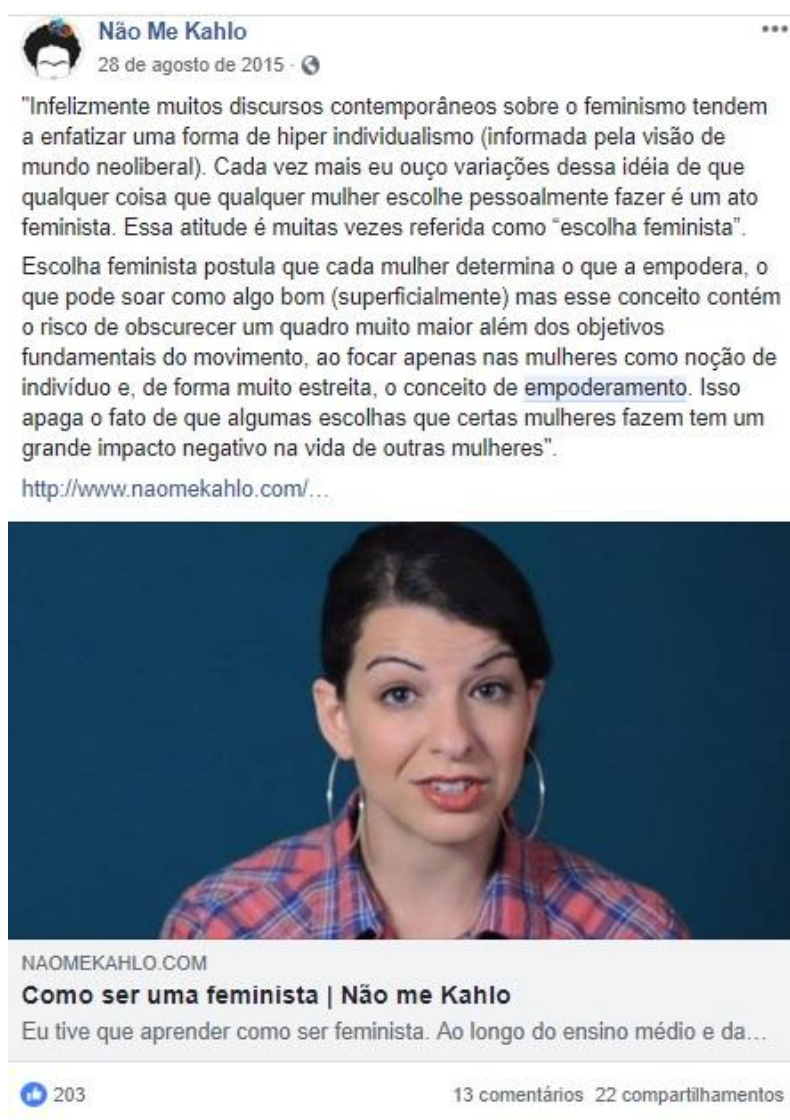 Não Me Kahlo
28 de agosto de 2015 ·
"Infelizmente muitos discursos contemporâneos sobre o feminismo tendem
a enfatizar uma forma de hiper individualismo (informada pela visão de
mundo neoliberal). Cada vez mais eu ouço variações dessa idéia de que
qualquer coisa que qualquer mulher escolhe pessoalmente fazer é um ato
feminista. Essa atitude é muitas vezes referida como “escolha feminista”.
Escolha feminista postula que cada mulher determina o que a empodera, o
que pode soar como algo bom (superficialmente) mas esse conceito contém
o risco de obscurecer um quadro muito maior além dos objetivos
fundamentais do movimento, ao focar apenas nas mulheres como noção de
indivíduo e, de forma muito estreita, o conceito de empoderamento. Isso
apaga o fato de que algumas escolhas que certas mulheres fazem tem um
grande impacto negativo na vida de outras mulheres".
http://www.naomekahlo.com/…
NAOMEKAHLO.COM
Como ser uma feminista | Não me Kahlo
Eu tive que aprender como ser feminista. Ao longo do ensino médio e da…
203
13 comentários 22 compartilhamentos